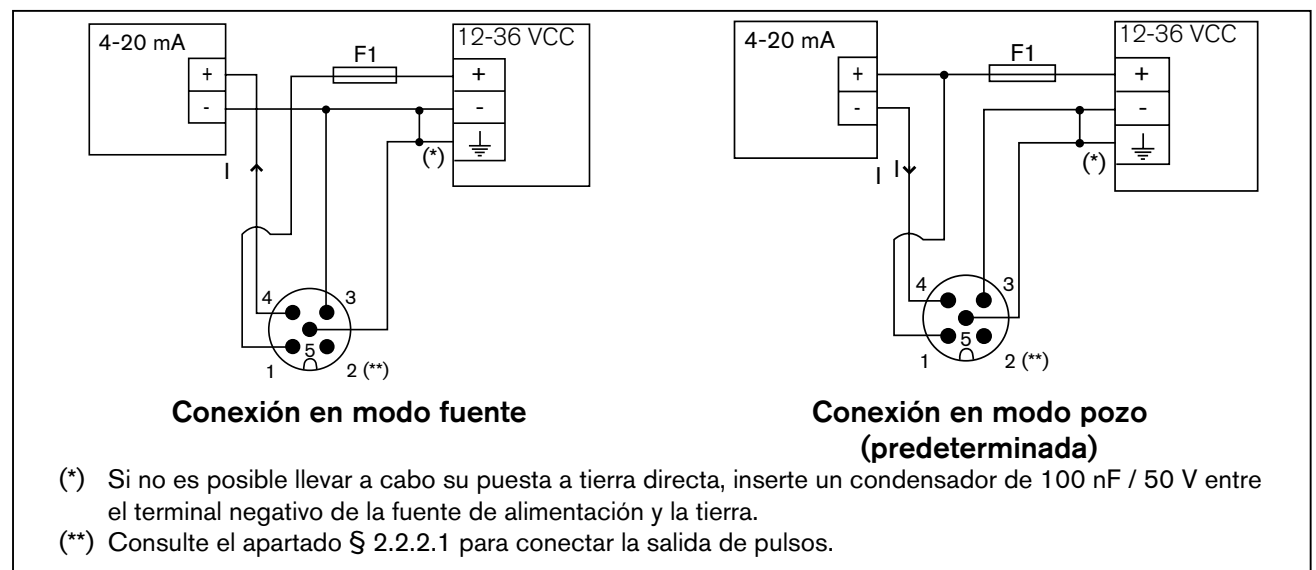 4-20 mA
+
-
I
F1
12-36 VCC
+
-
(*)
4
3
5
1
2 (**)
Conexión en modo fuente
4-20 mA
+
-
I
I
F1
12-36 VCC
+
-
(*)
4
3
5
1
2 (**)
Conexión en modo pozo
(predeterminada)
(*) Si no es posible llevar a cabo su puesta a tierra directa, inserte un condensador de 100 nF / 50 V entre
el terminal negativo de la fuente de alimentación y la tierra.
(**) Consulte el apartado § 2.2.2.1 para conectar la salida de pulsos.